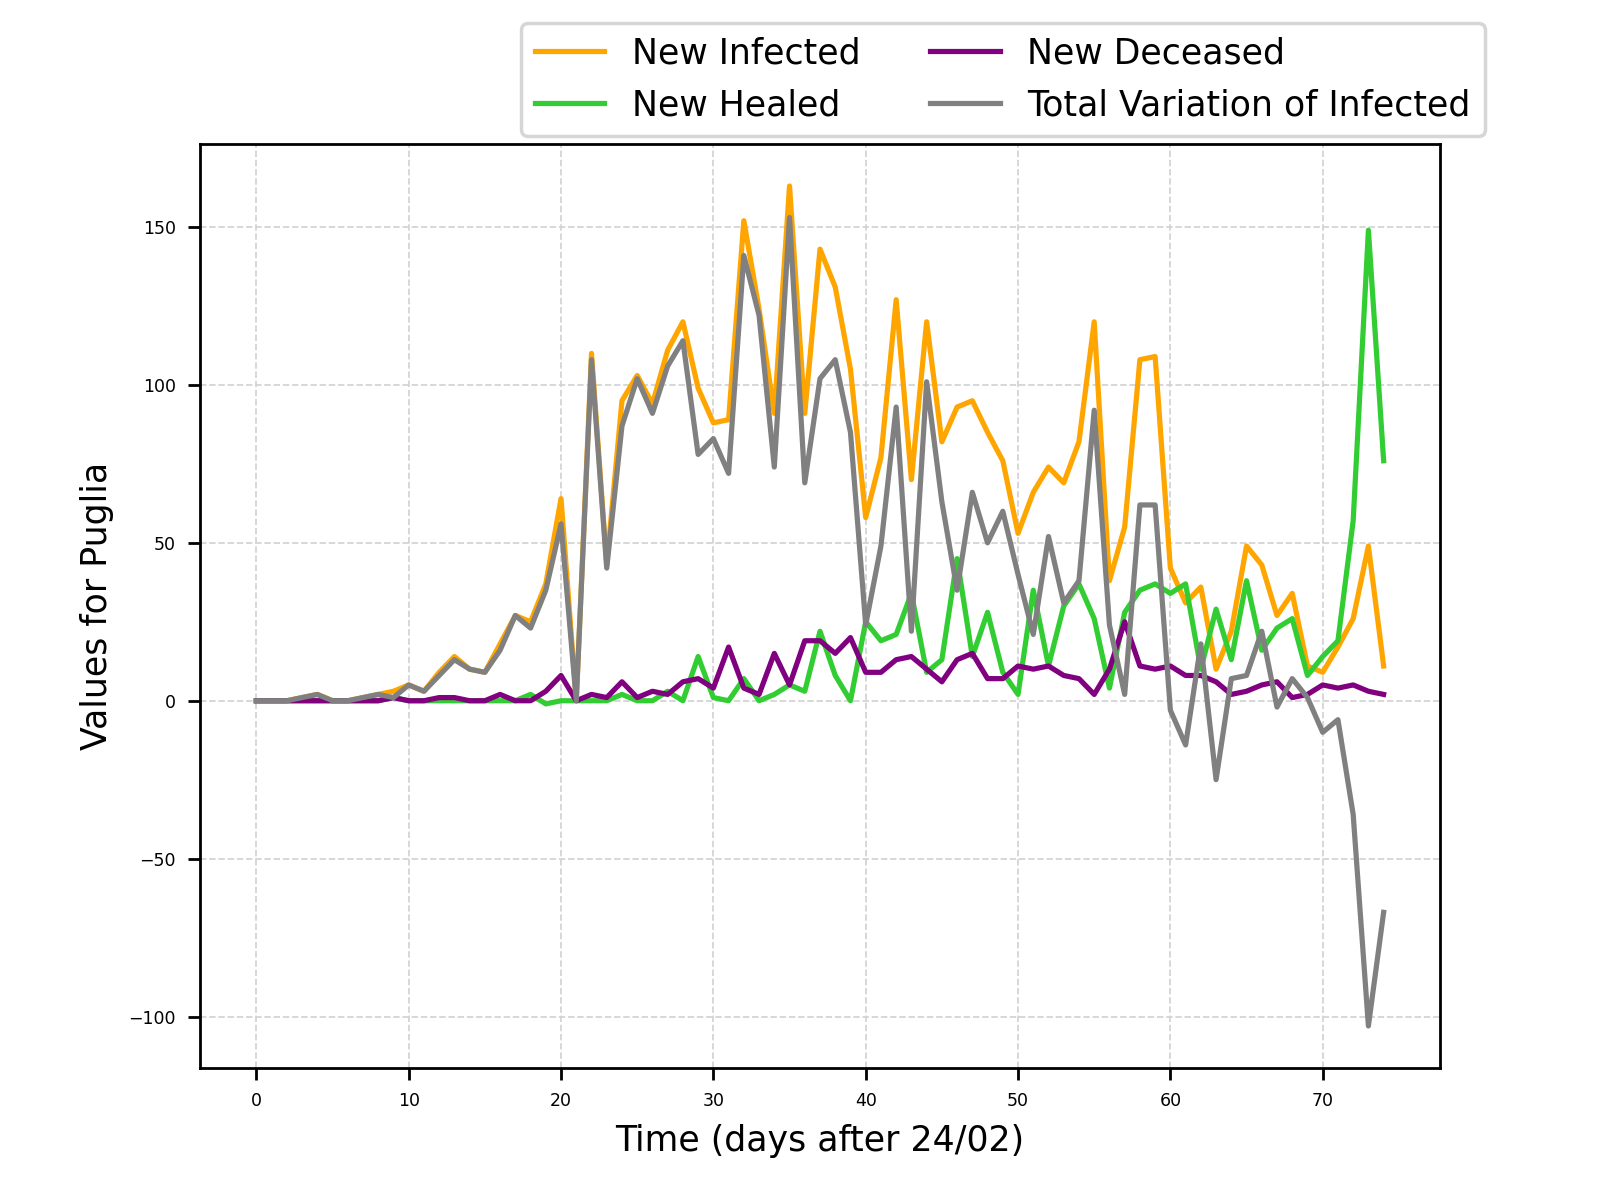 New Infected
New Healed
New Deceased
Total Variation of Infected
Values for Puglia
150
100
50
0
−50
−100
0 10 20 30 40 50 60 70
Time (days after 24/02)